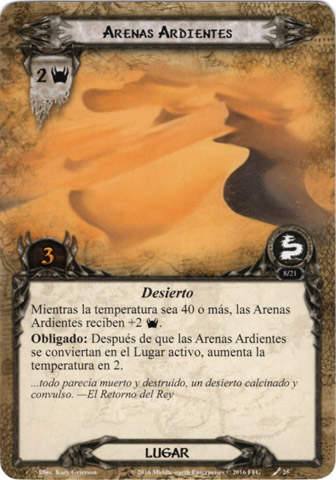 ARENAS ARDIENTES
2
3
8/21
Desierto
Mientras la temperatura sea 40 o más, las Arenas
Ardientes reciben +2
Obligado: Después de que las Arenas Ardientes
se conviertan en el Lugar activo, aumenta la
temperatura en 2.
...todo parecía muerto y destruido, un desierto calcinado y
convulso. —El Retorno del Rey
LUGAR
Illus. Katy Grierson © 2016 Middle-earth Enterprises © 2016 FFG 25